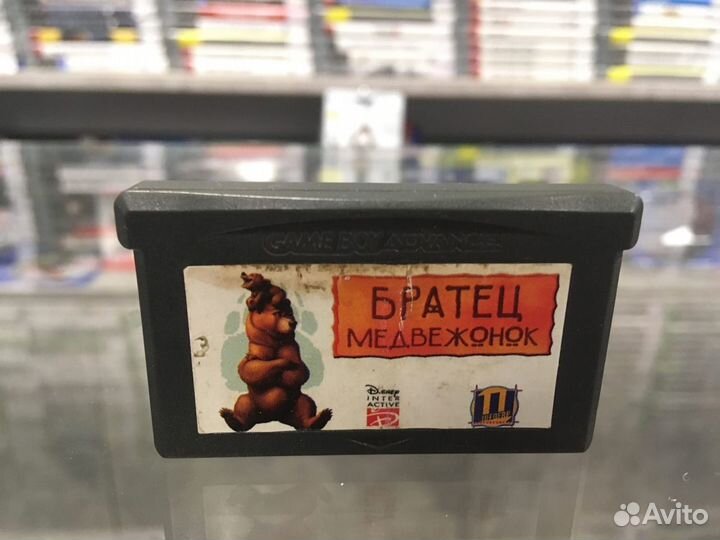 GAME BOY ADVANCE
БРАТЕЦ
МЕДВЕЖОНОК
DISNEY
INTER
ACTIVE
Avito